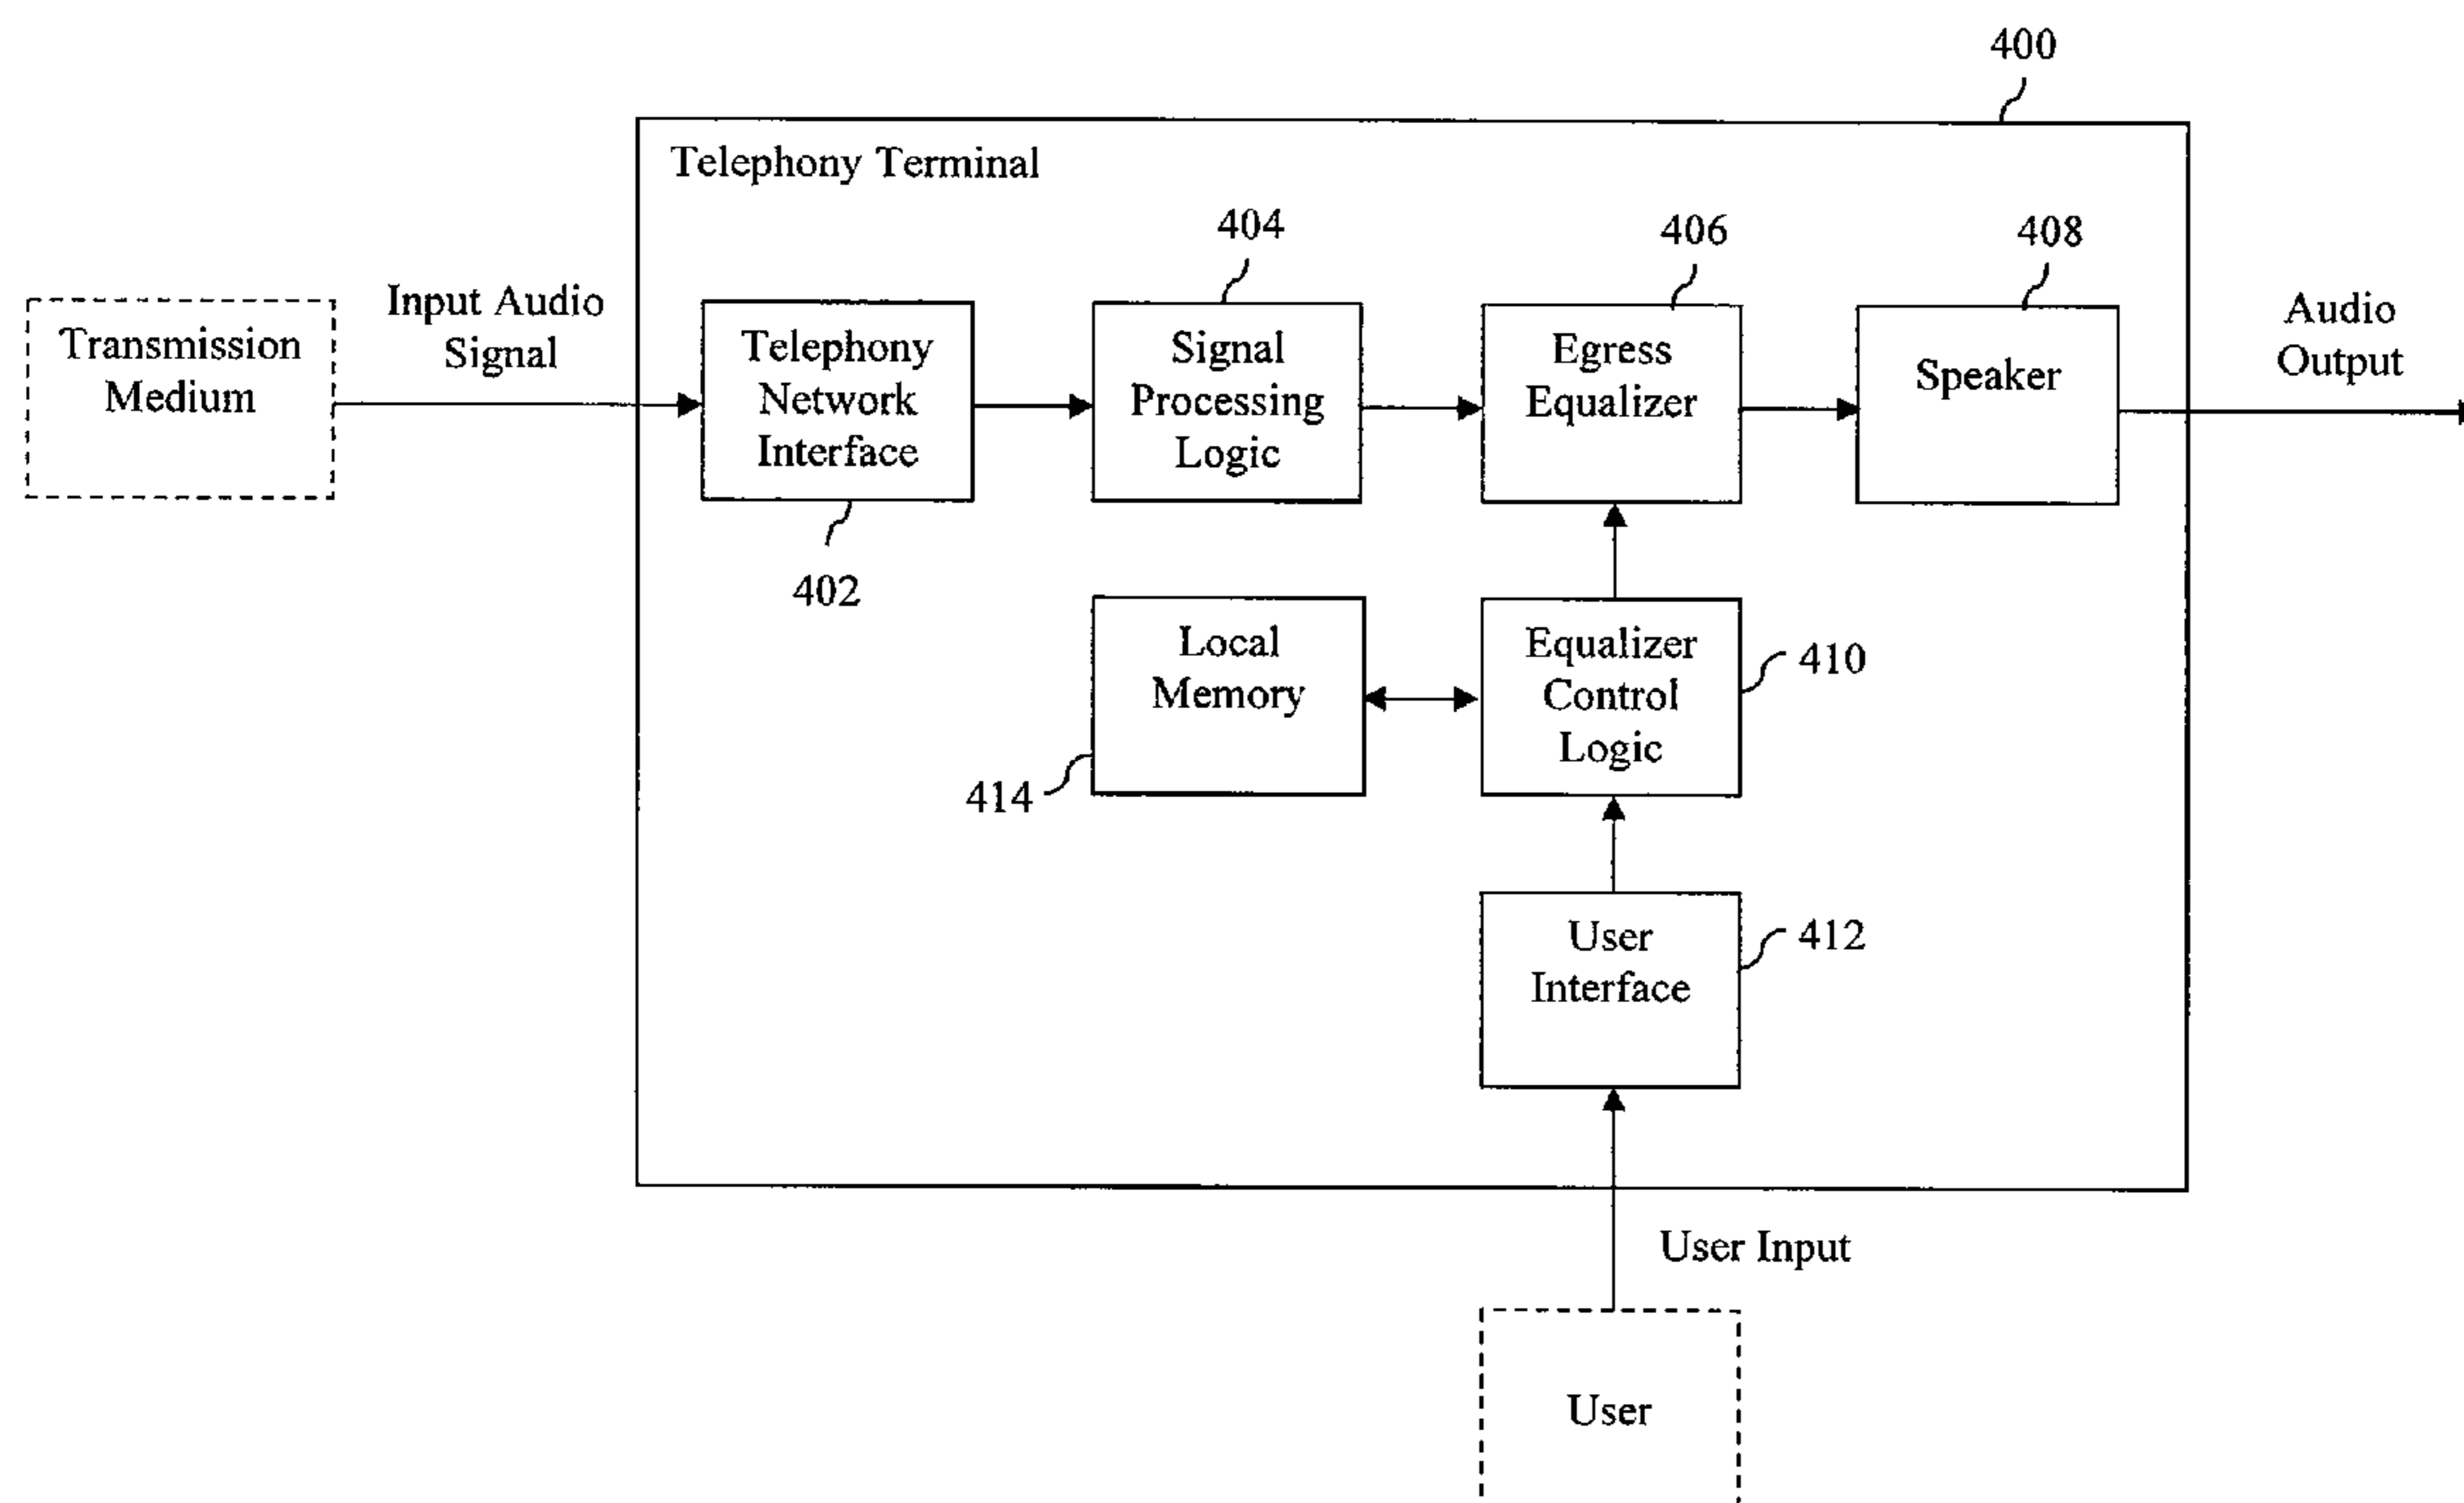 400
Telephony Terminal
404
406
408
Transmission
Medium
Input Audio
Signal
Telephony
Network
Interface
Signal
Processing
Logic
Egress
Equalizer
Speaker
Audio
Output
402
Local
Memory
Equalizer
Control
Logic
410
414
User
Interface
412
User Input
User